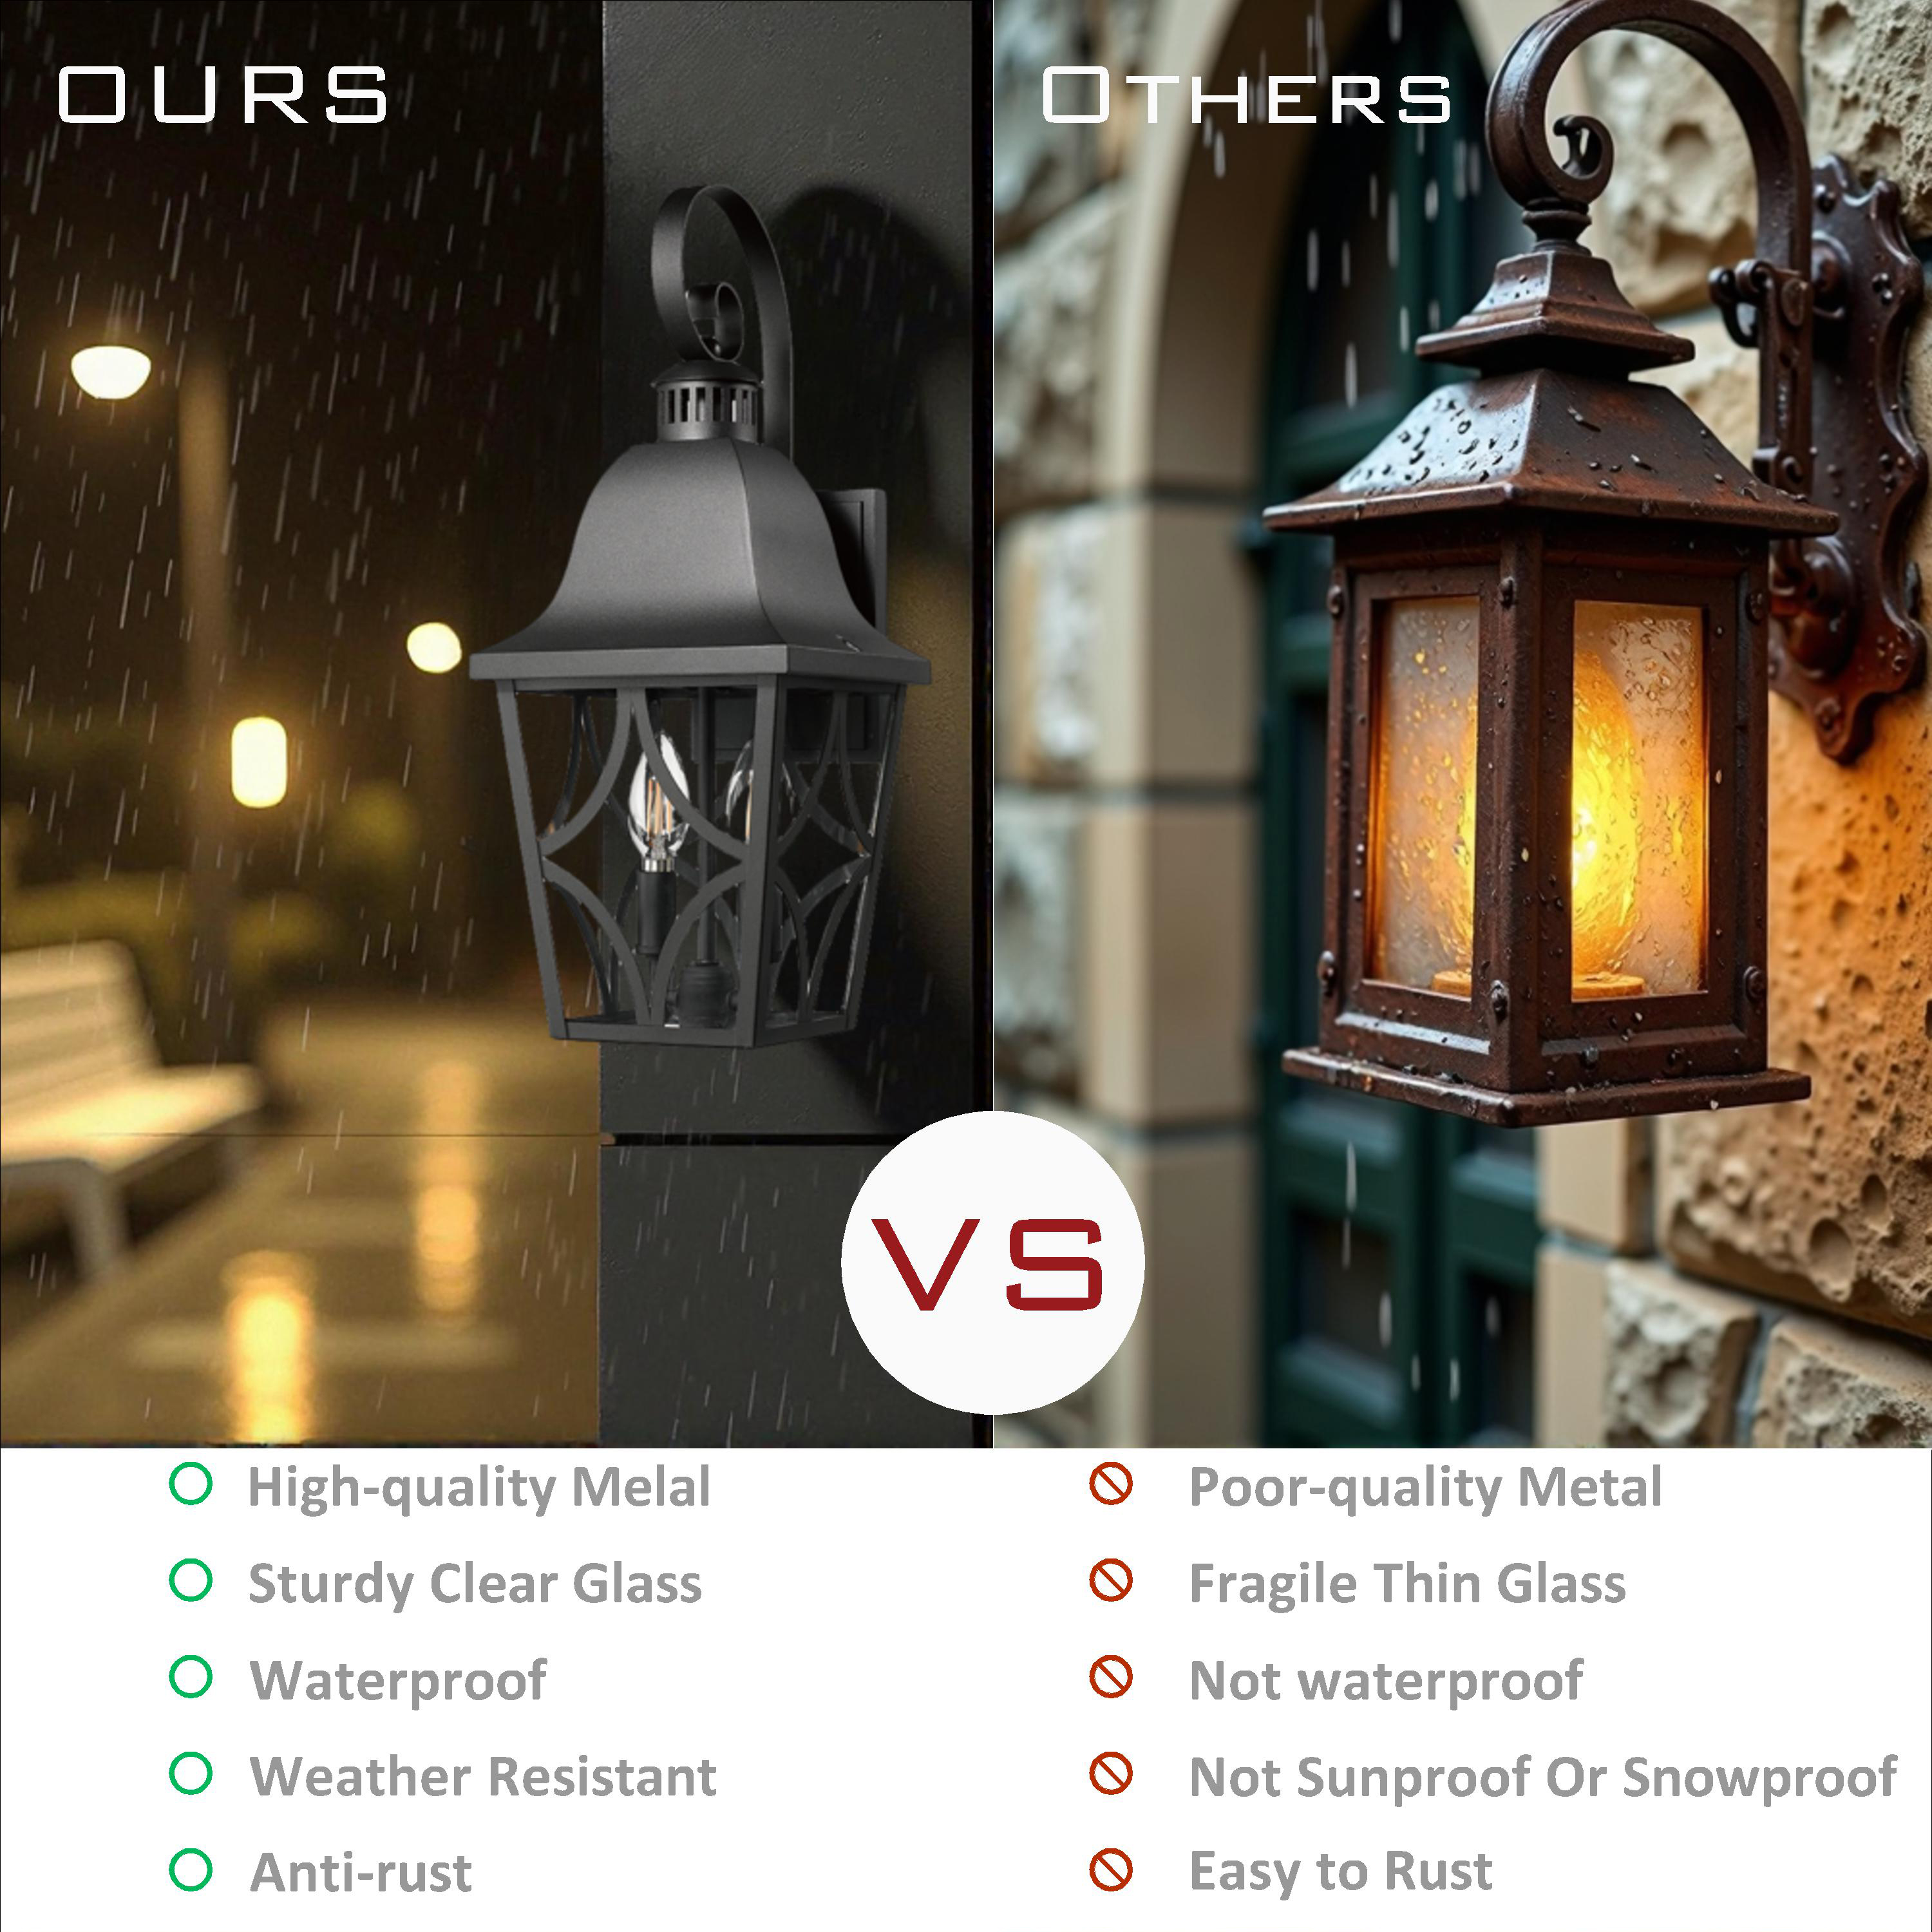 OURS
OTHERS
VS
High-quality Melal
Sturdy Clear Glass
Waterproof
Weather Resistant
Anti-rust
Poor-quality Metal
Fragile Thin Glass
Not waterproof
Not Sunproof Or Snowproof
Easy to Rust